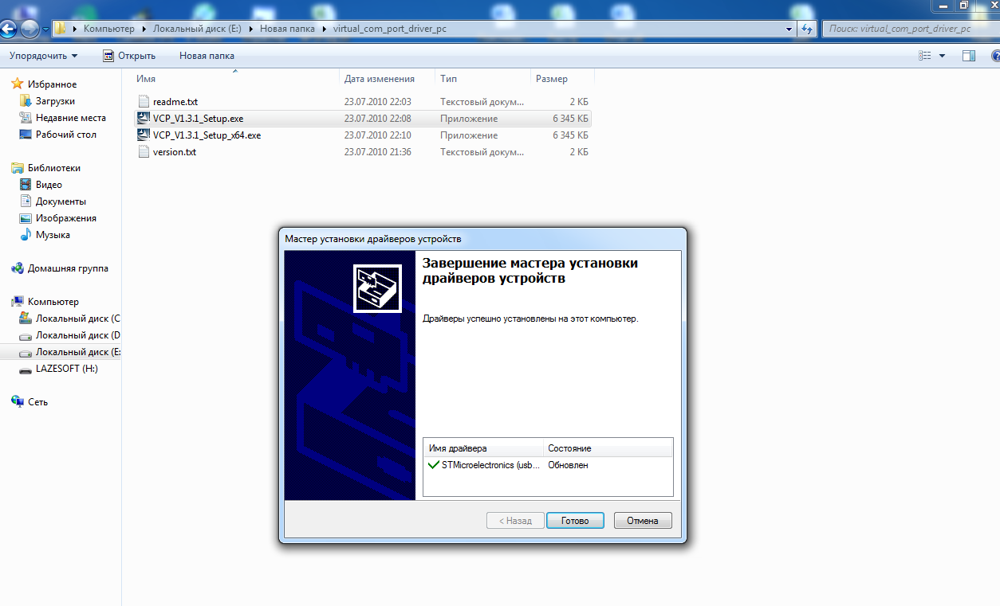 Компьютер
Локальный диск (E:)
Новая папка
virtual_com_port_driver_pc
Поиск: virtual_com_port_driver_pc
Упорядочить
Открыть
Новая папка
Избранное
Загрузки
Недавние места
Рабочий стол
Библиотеки
Видео
Документы
Изображения
Музыка
Домашняя группа
Компьютер
Локальный диск (C
Локальный диск (D
Локальный диск (E:
LAZESOFT (H:)
Сеть
Имя Дата изменения Тип Размер
readme.txt 23.07.2010 22:03 Текстовый докум... 2 КБ
VCP_V1.3.1_Setup.exe 23.07.2010 22:08 Приложение 6 345 КБ
VCP_V1.3.1_Setup_x64.exe 23.07.2010 22:10 Приложение 6 345 КБ
version.txt 23.07.2010 21:36 Текстовый докум... 2 КБ
Мастер установки драйверов устройств
Завершение мастера установки
драйверов устройств
Драйверы успешно установлены на этот компьютер.
Имя драйвера Состояние
STMicroelectronics (usb... Обновлен
< Назад Готово Отмена